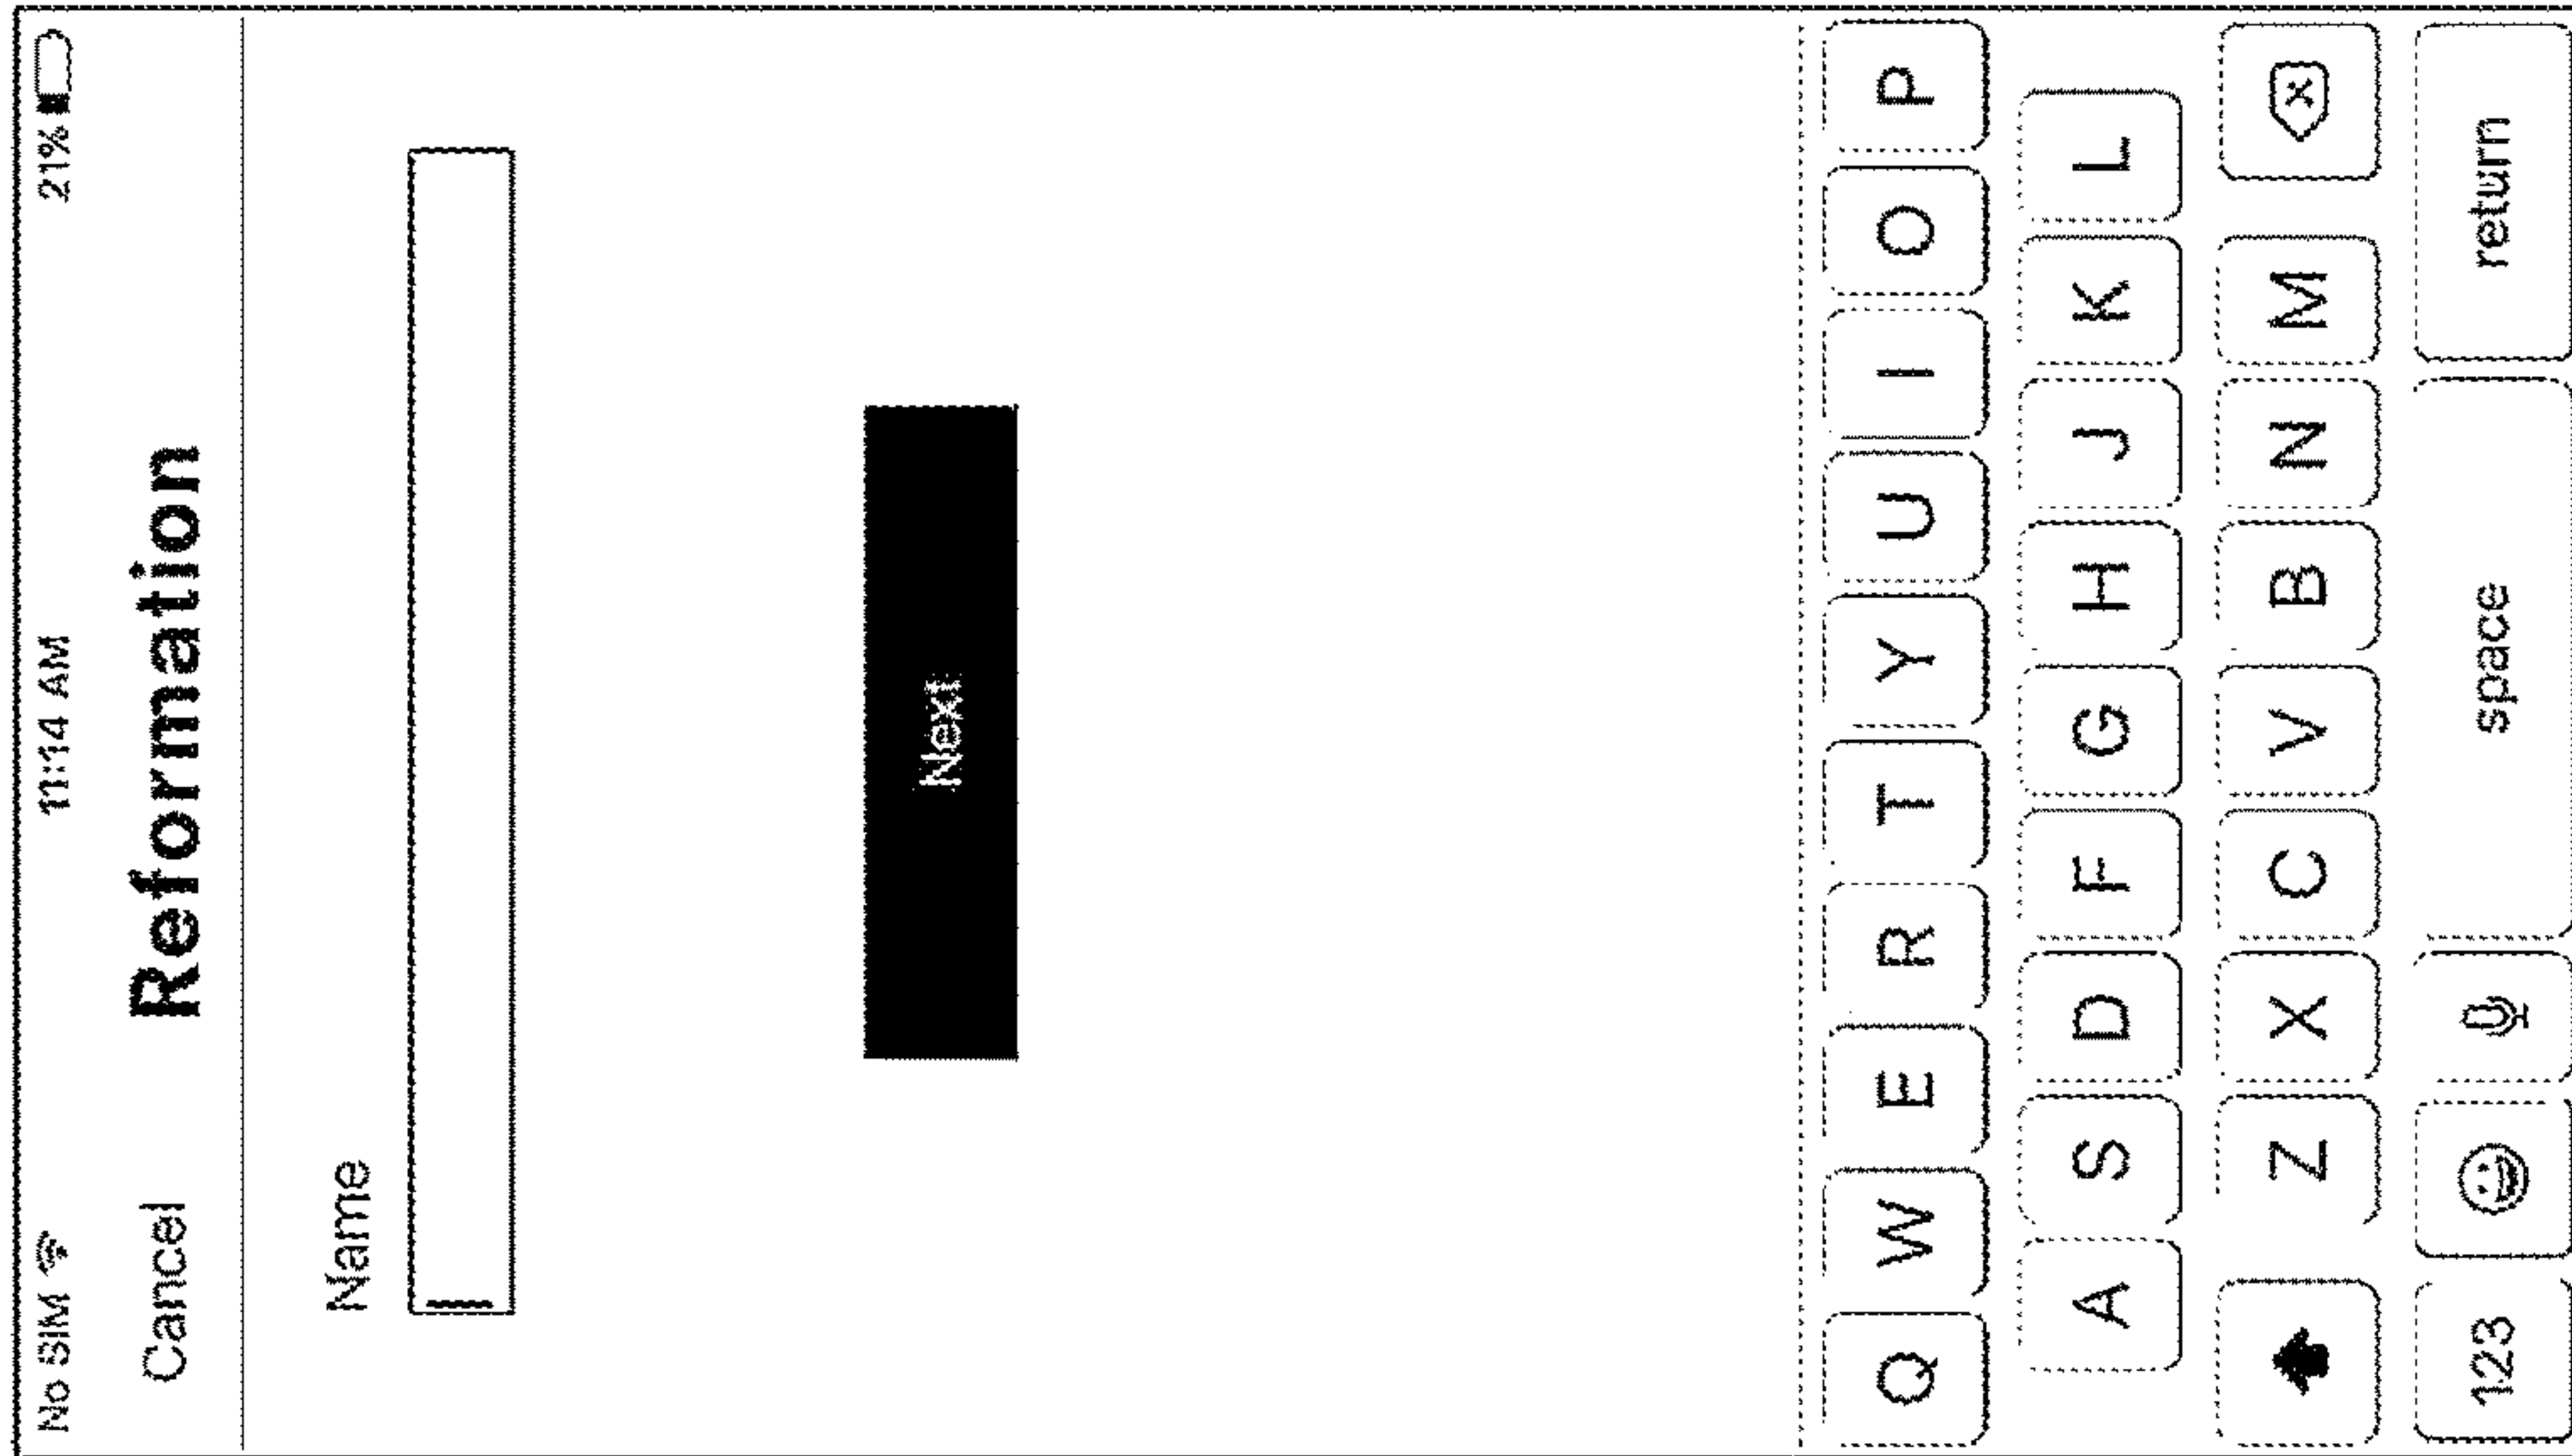 No SIM 11:14 AM 21%
Cancel Reformation
Name
Next
Q W E R T Y U I O P
A S D F G H J K L
Z X C V B N M
123 space return